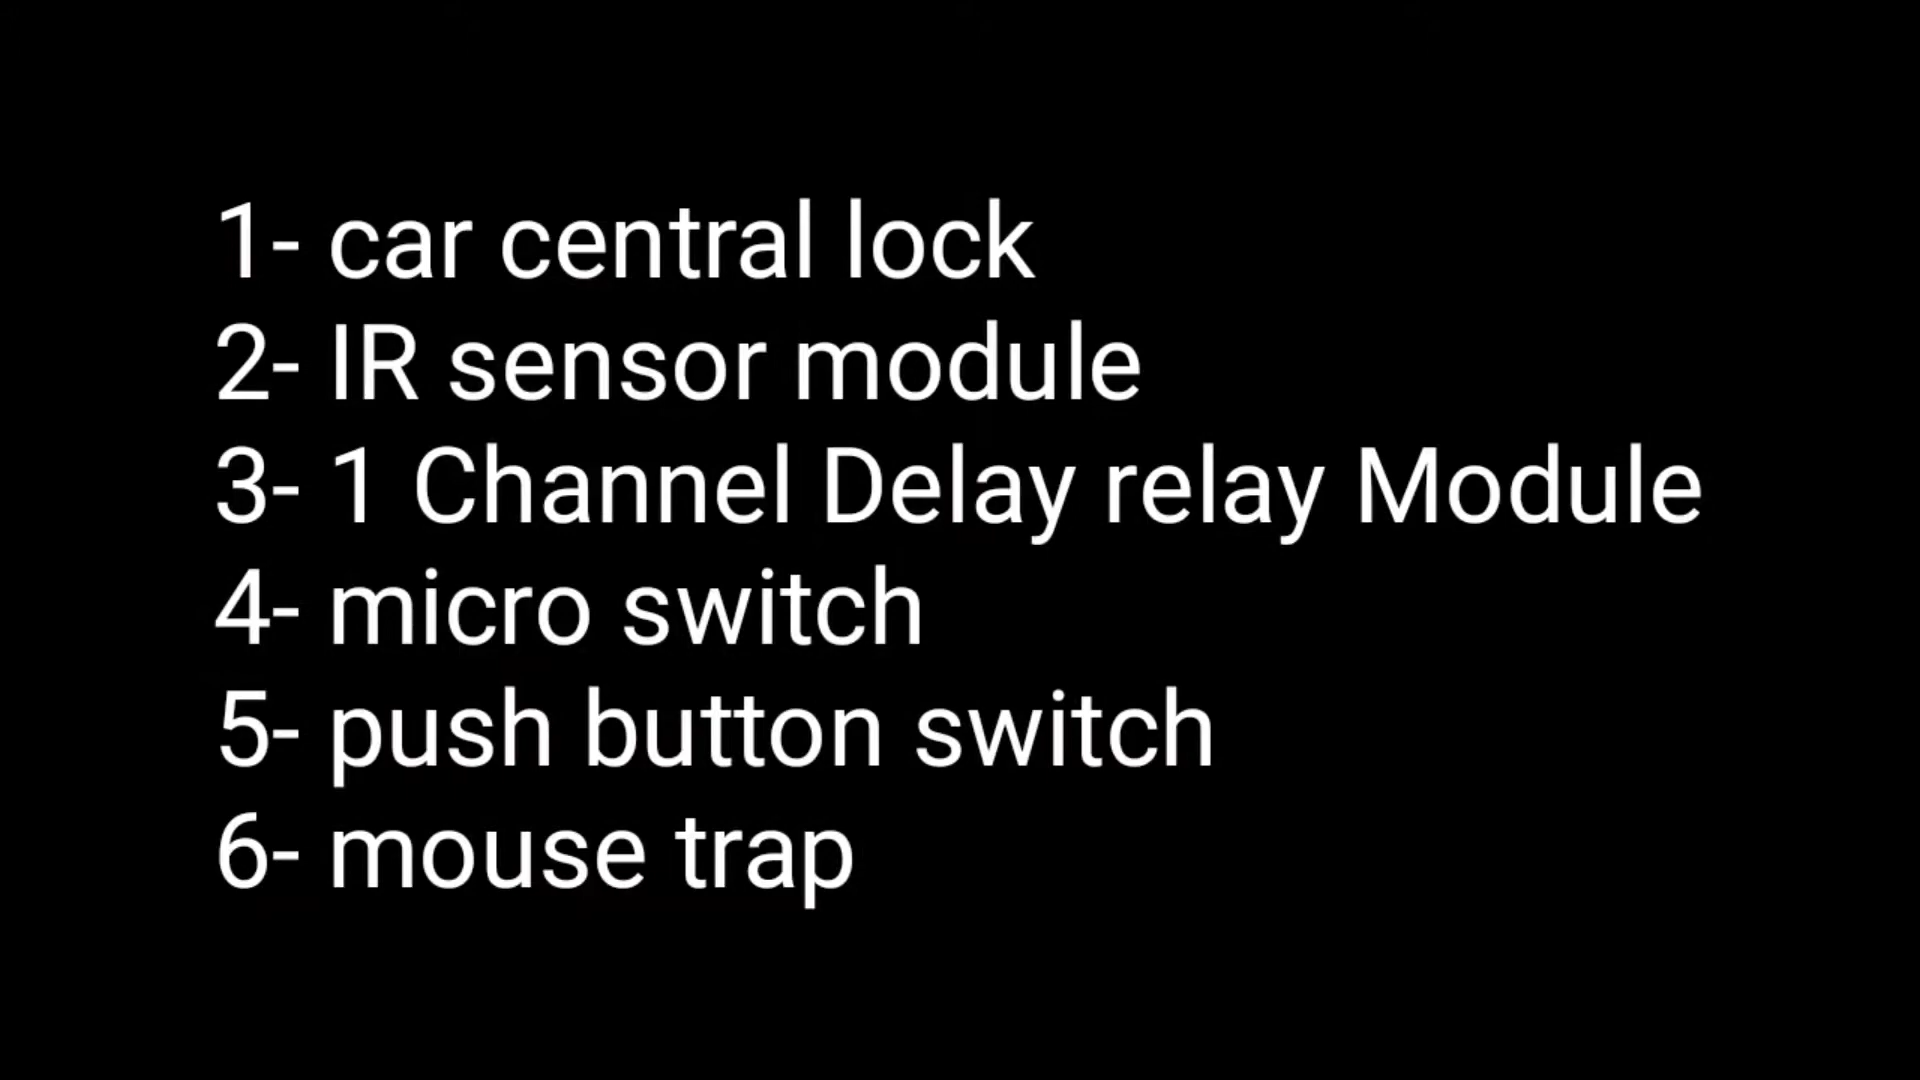 1- car central lock
2- IR sensor module
3- 1 Channel Delay relay Module
4- micro switch
5- push button switch
6- mouse trap